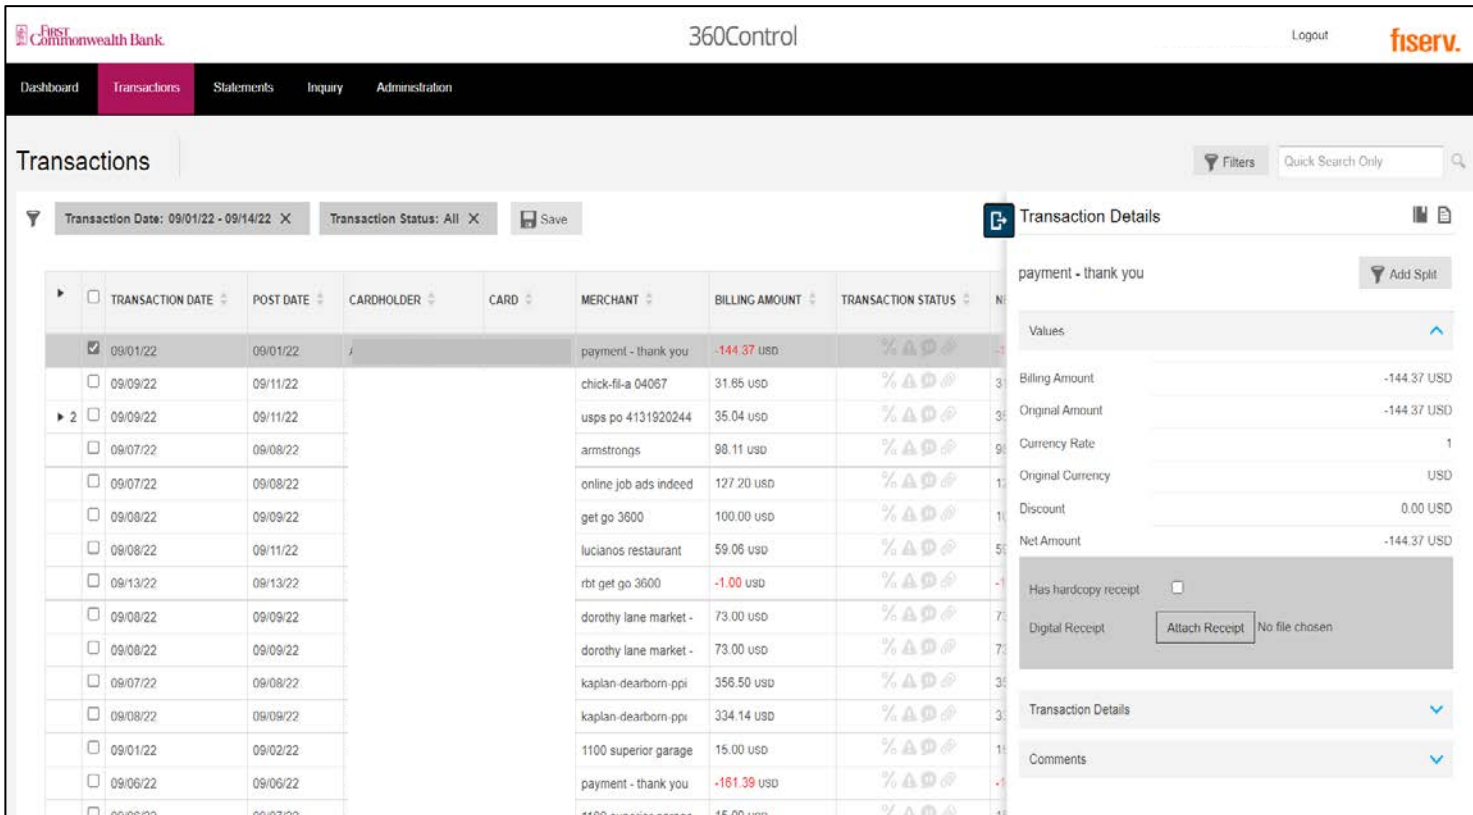 FIRST
Commonwealth Bank.
360Control
Logout
fiserv.
Dashboard Transactions Statements Inquiry Administration
Transactions
Filters Quick Search Only
Transaction Date: 09/01/22 - 09/14/22 X Transaction Status: All X Save
Transaction Details
payment - thank you Add Split
TRANSACTION DATE POST DATE CARDHOLDER CARD MERCHANT BILLING AMOUNT TRANSACTION STATUS
Values
09/01/22 09/01/22 payment - thank you -144.37 USD
09/09/22 09/11/22 chick-fil-a 04067 31.65 USD
2 09/09/22 09/11/22 usps po 4131920244 35.04 USD
09/07/22 09/08/22 armstrongs 98.11 USD
09/07/22 09/08/22 online job ads indeed 127.20 USD
09/08/22 09/09/22 get go 3600 100.00 USD
09/08/22 09/11/22 lucianos restaurant 59.06 USD
09/13/22 09/13/22 rbt get go 3600 -1.00 USD
09/08/22 09/09/22 dorothy lane market - 73.00 USD
09/08/22 09/09/22 dorothy lane market - 73.00 USD
09/07/22 09/08/22 kaplan-dearborn-ppi 356.50 USD
09/08/22 09/09/22 kaplan-dearborn-ppi 334.14 USD
09/01/22 09/02/22 1100 superior garage 15.00 USD
09/06/22 09/06/22 payment - thank you -161.39 USD
Billing Amount -144.37 USD
Original Amount -144.37 USD
Currency Rate 1
Original Currency USD
Discount 0.00 USD
Net Amount -144.37 USD
Has hardcopy receipt
Digital Receipt Attach Receipt No file chosen
Transaction Details
Comments